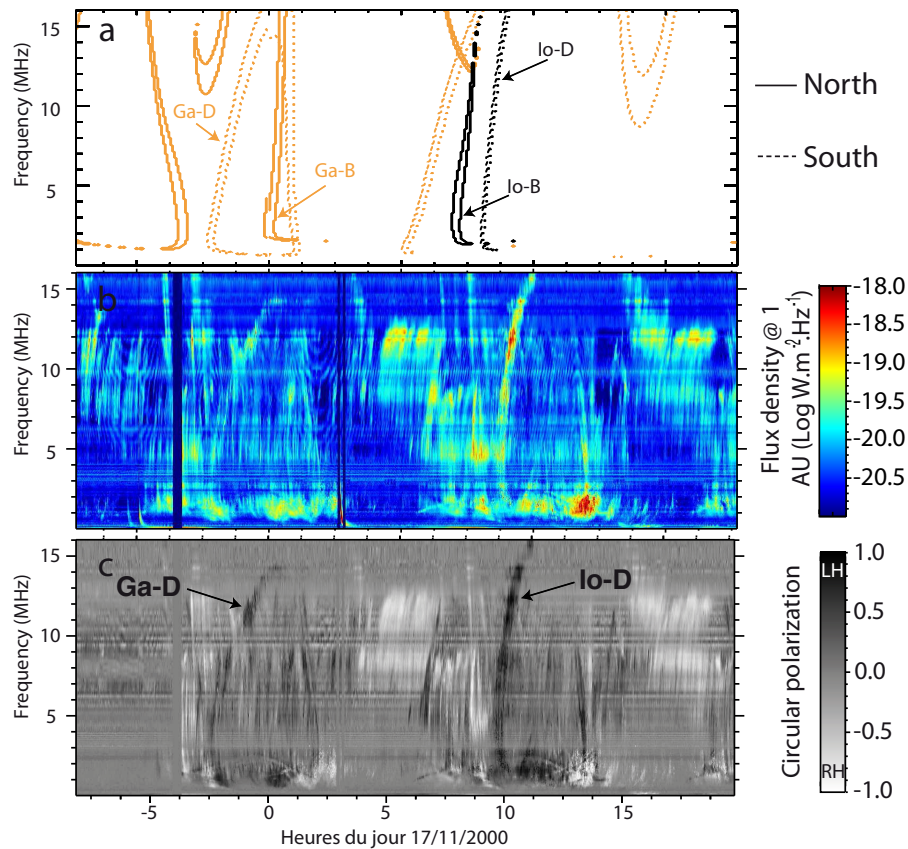 a
15
10
5
Frequency (MHz)
Ga-D
Ga-B
Io-D
Io-B
North
South
b
15
10
5
Frequency (MHz)
-18.0
-18.5
-19.0
-19.5
-20.0
-20.5
Flux density @ 1
AU (Log W.m-2.Hz-1)
c
15
10
5
Frequency (MHz)
Ga-D
Io-D
1.0
0.5
0.0
-0.5
-1.0
LH
RH
Circular polarization
-5
0
5
10
15
Heures du jour 17/11/2000